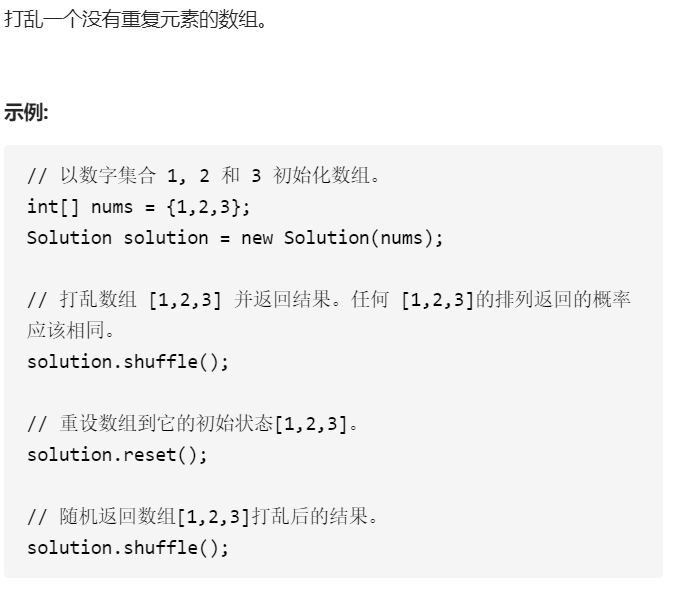 打乱一个没有重复元素的数组。
示例:
// 以数字集合 1, 2 和 3 初始化数组。
int[] nums = {1,2,3};
Solution solution = new Solution(nums);
// 打乱数组 [1,2,3] 并返回结果。任何 [1,2,3]的排列返回的概率
应该相同。
solution.shuffle();
// 重设数组到它的初始状态[1,2,3]。
solution.reset();
// 随机返回数组[1,2,3]打乱后的结果。
solution.shuffle();